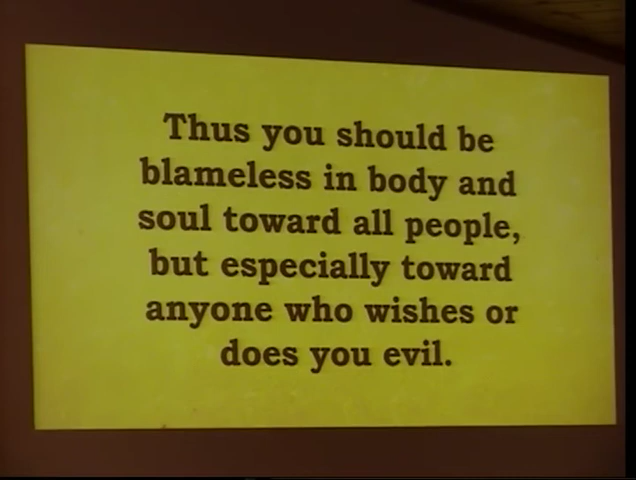 Thus you should be
blameless in body and
soul toward all people,
but especially toward
anyone who wishes or
does you evil.